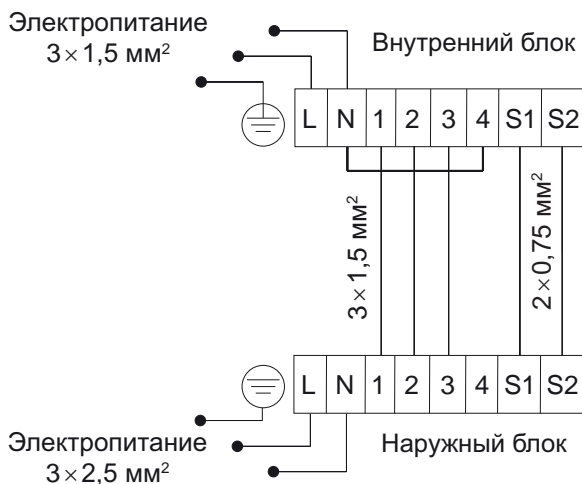 Электропитание
3×1,5 мм²
Внутренний блок
L N 1 2 3 4 S1 S2
3×1,5 мм²
2×0,75 мм²
L N 1 2 3 4 S1 S2
Электропитание
3×2,5 мм²
Наружный блок